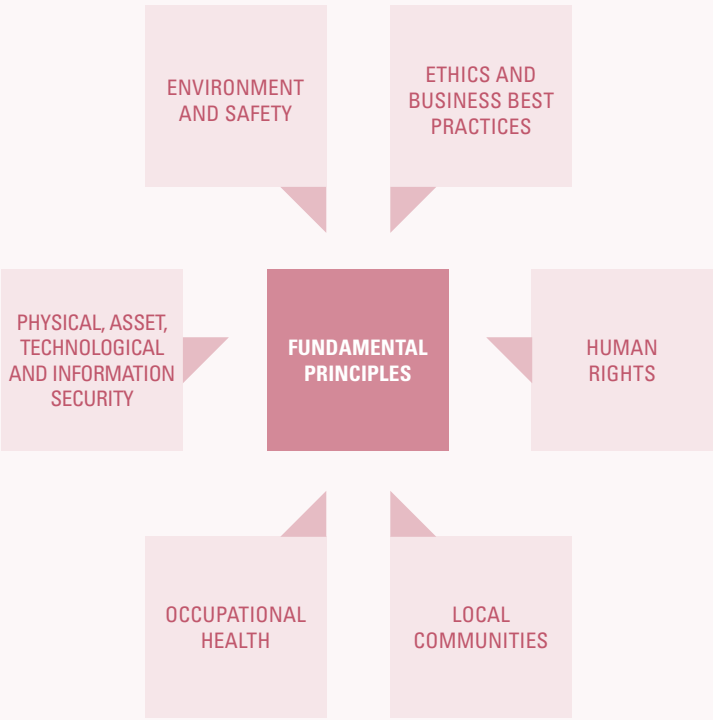 ENVIRONMENT
AND SAFETY
ETHICS AND
BUSINESS BEST
PRACTICES
PHYSICAL, ASSET,
TECHNOLOGICAL
AND INFORMATION
SECURITY
FUNDAMENTAL
PRINCIPLES
HUMAN
RIGHTS
OCCUPATIONAL
HEALTH
LOCAL
COMMUNITIES